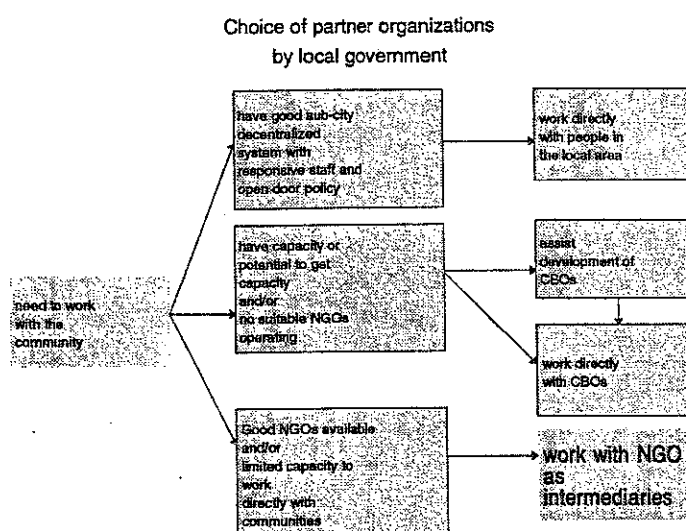 Choice of partner organizations
by local government
have good sub-city
decentralized
system with
responsive staff and
open door policy
work directly
with people in
the local area
need to work
with the
community
have capacity or
potential to get
capacity
and/or
no suitable NGOs
operating
assist
development of
CBOs
work directly
with CBOs
Good NGOs available
and/or
limited capacity to
work
directly with
communities
work with NGO
as
intermediaries